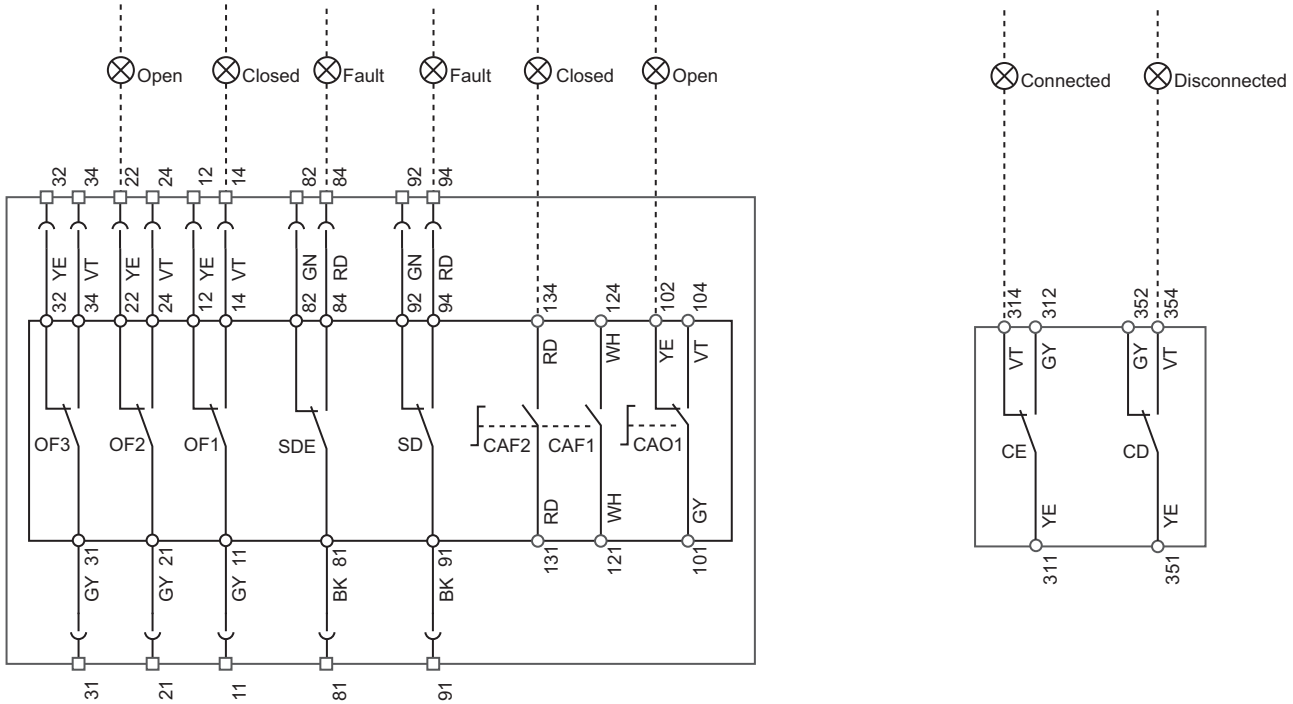 Open
Closed
Fault
Fault
Closed
Open
Connected
Disconnected
32
34
22
24
12
14
82
84
92
94
YE
VT
YE
VT
YE
VT
GN
RD
GN
RD
32
34
22
24
12
14
82
84
92
94
134
124
102
104
314
312
352
354
RD
WH
YE
VT
VT
GY
GY
VT
OF3
OF2
OF1
SDE
SD
CAF2
CAF1
CAO1
CE
CD
RD
WH
GY
YE
YE
31
21
11
81
91
131
121
101
311
351
GY
GY
GY
BK
BK
31
21
11
81
91